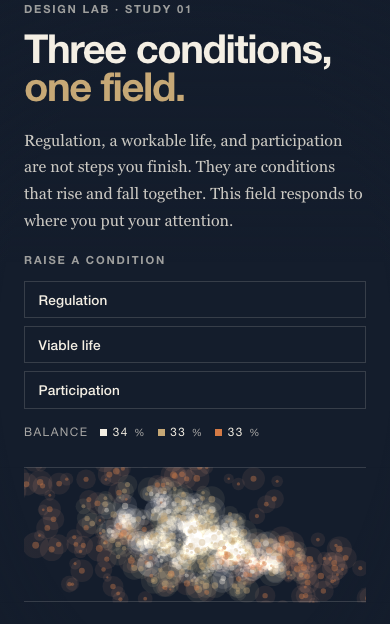 DESIGN LAB · STUDY 01
Three conditions,
one field.
Regulation, a workable life, and participation
are not steps you finish. They are conditions
that rise and fall together. This field responds to
where you put your attention.
RAISE A CONDITION
Regulation
Viable life
Participation
BALANCE 34 % 33 % 33 %